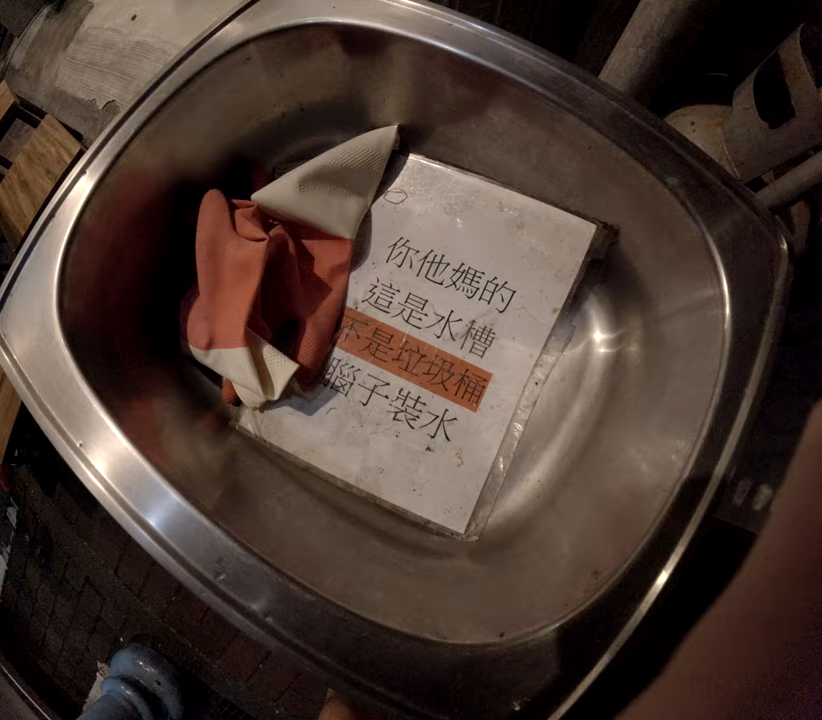 你他媽的
這是水槽
不是垃圾桶
腦子裝水